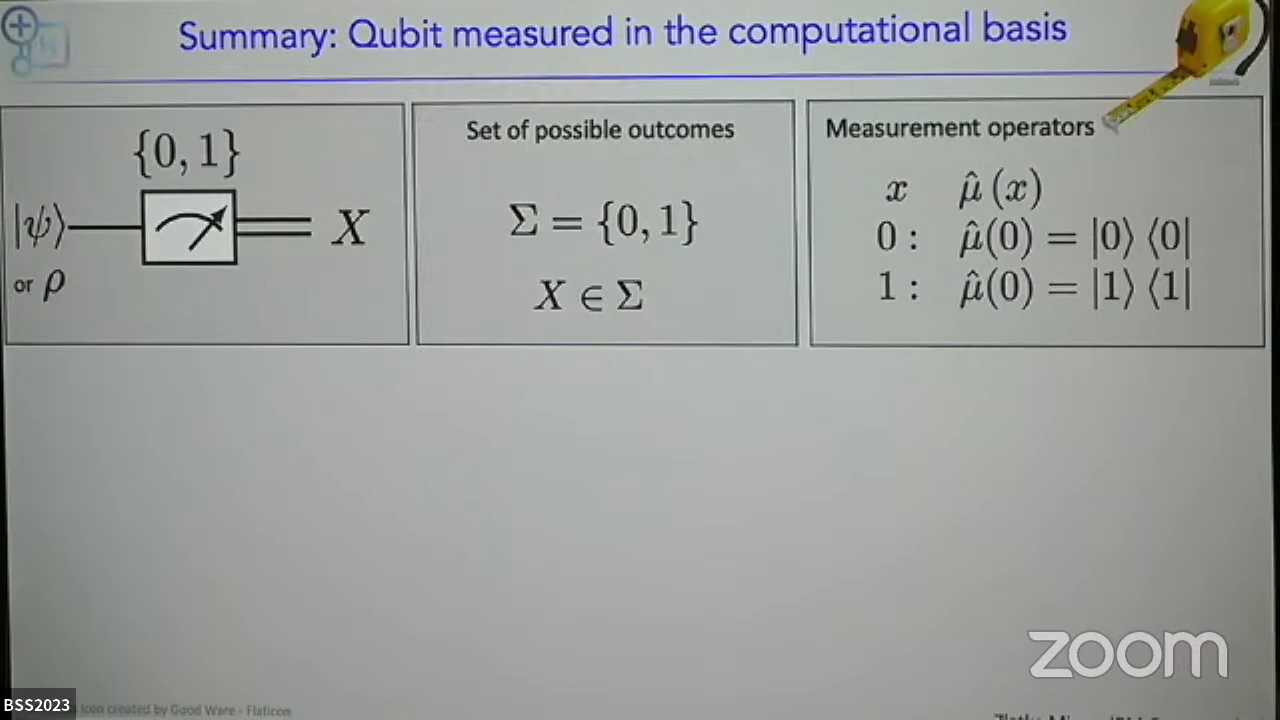 Summary: Qubit measured in the computational basis
{0, 1}
|ψ⟩
X
or ρ
Set of possible outcomes
Σ = {0, 1}
X ∈ Σ
Measurement operators
x μ̂ (x)
0 : μ̂(0) = |0⟩ ⟨0|
1 : μ̂(0) = |1⟩ ⟨1|
zoom
BSS2023
Icon created by Good Ware - Flaticon